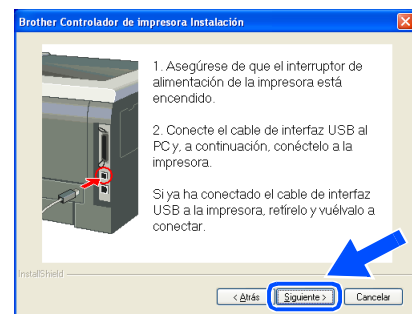 Brother Controlador de impresora Instalación
1. Asegúrese de que el interruptor de
alimentación de la impresora está
encendido.
2. Conecte el cable de interfaz USB al
PC y, a continuación, conéctelo a la
impresora.
Si ya ha conectado el cable de interfaz
USB a la impresora, retírelo y vuélvalo a
conectar.
InstallShield
< Atrás Siguiente > Cancelar